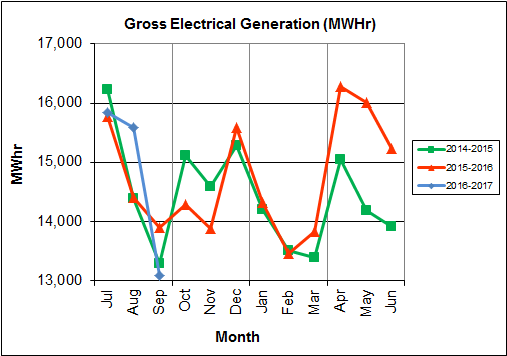 Gross Electrical Generation (MWHr)
17,000
16,000
15,000
14,000
13,000
MWhr
Jul Aug Sep Oct Nov Dec Jan Feb Mar Apr May Jun
Month
2014-2015
2015-2016
2016-2017